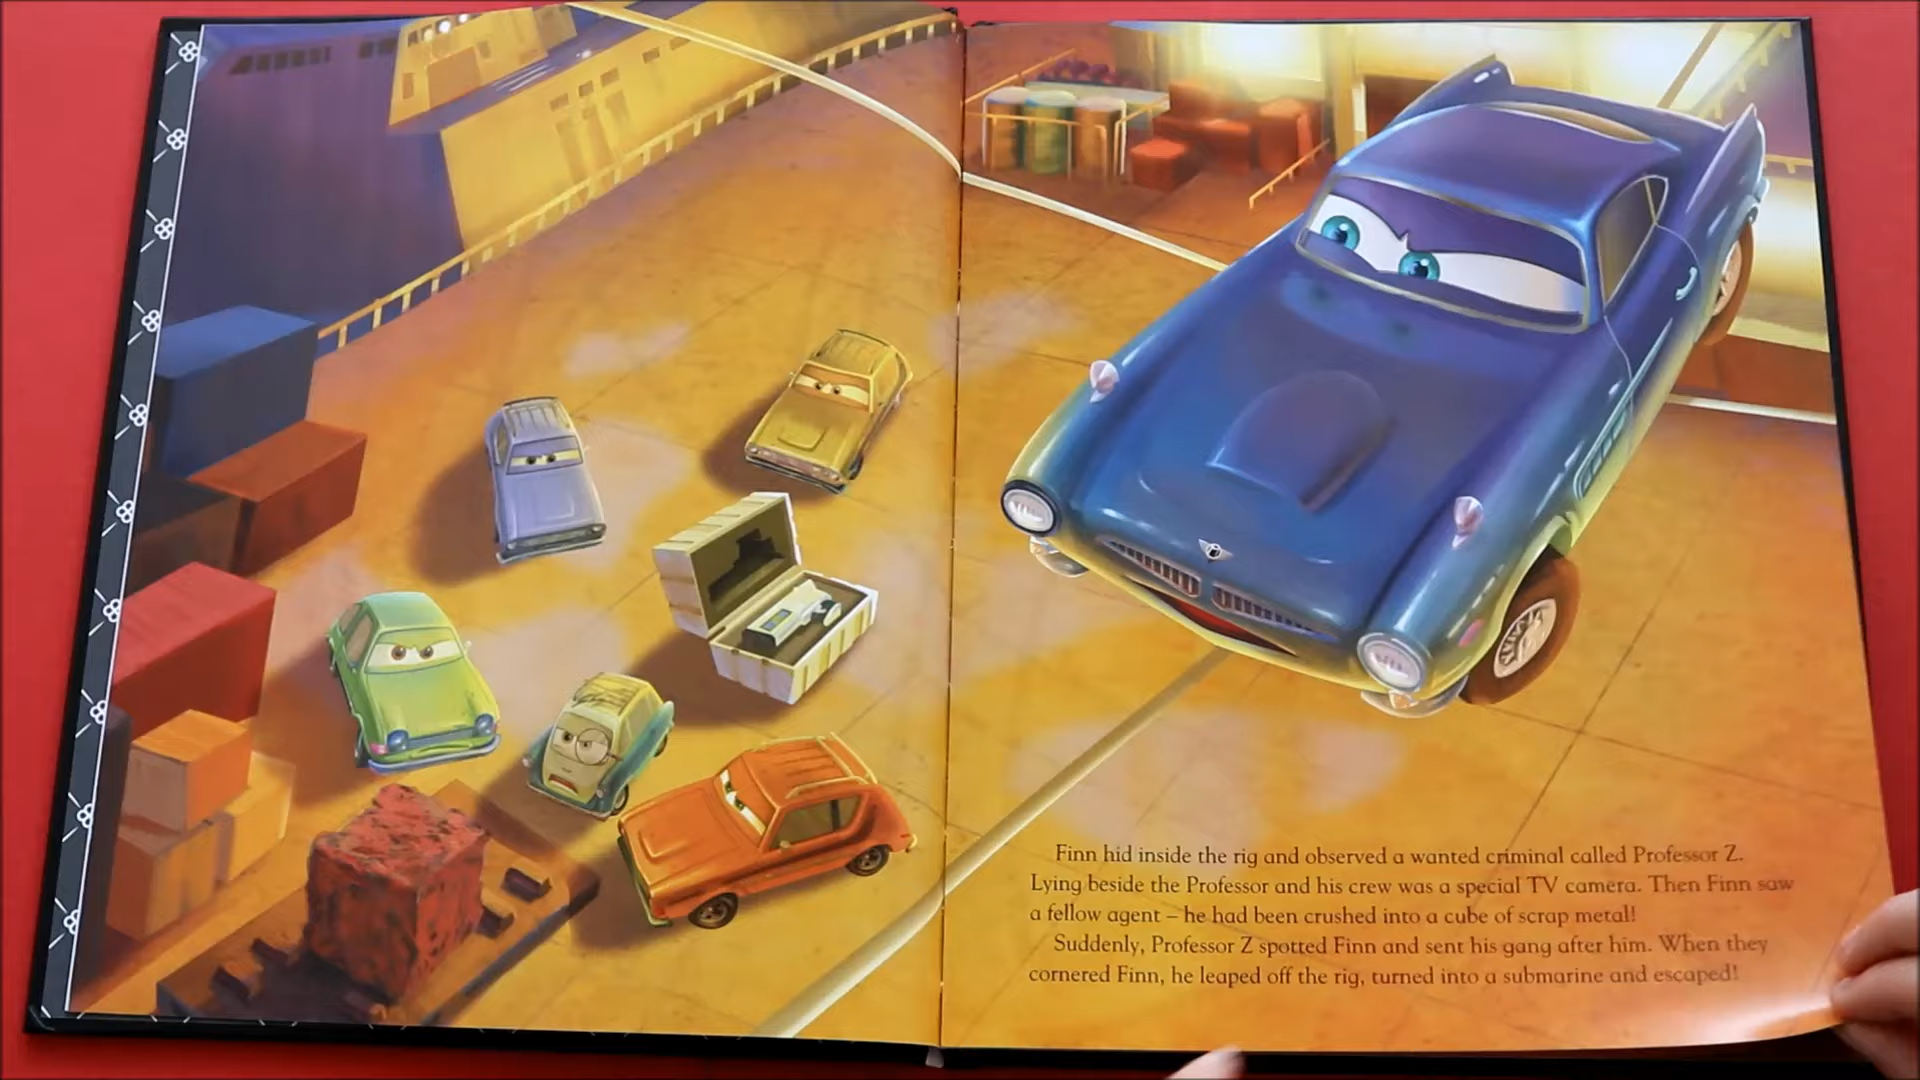 Finn hid inside the rig and observed a wanted criminal called Professor Z.
Lying beside the Professor and his crew was a special TV camera. Then Finn saw
a fellow agent – he had been crushed into a cube of scrap metal!
Suddenly, Professor Z spotted Finn and sent his gang after him. When they
cornered Finn, he leaped off the rig, turned into a submarine and escaped!